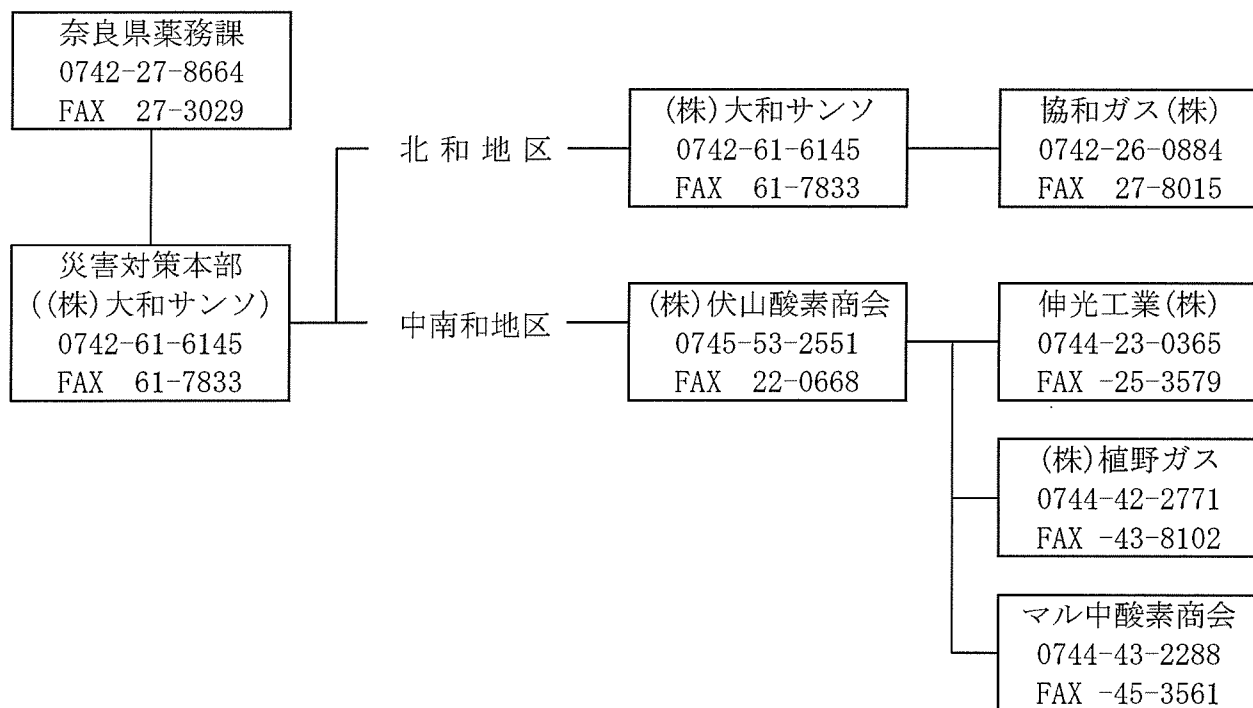 奈良県薬務課
0742-27-8664
FAX 27-3029
災害対策本部
((株)大和サンソ)
0742-61-6145
FAX 61-7833
北和地区
(株)大和サンソ
0742-61-6145
FAX 61-7833
協和ガス(株)
0742-26-0884
FAX 27-8015
中南和地区
(株)伏山酸素商会
0745-53-2551
FAX 22-0668
伸光工業(株)
0744-23-0365
FAX -25-3579
(株)植野ガス
0744-42-2771
FAX -43-8102
マル中酸素商会
0744-43-2288
FAX -45-3561